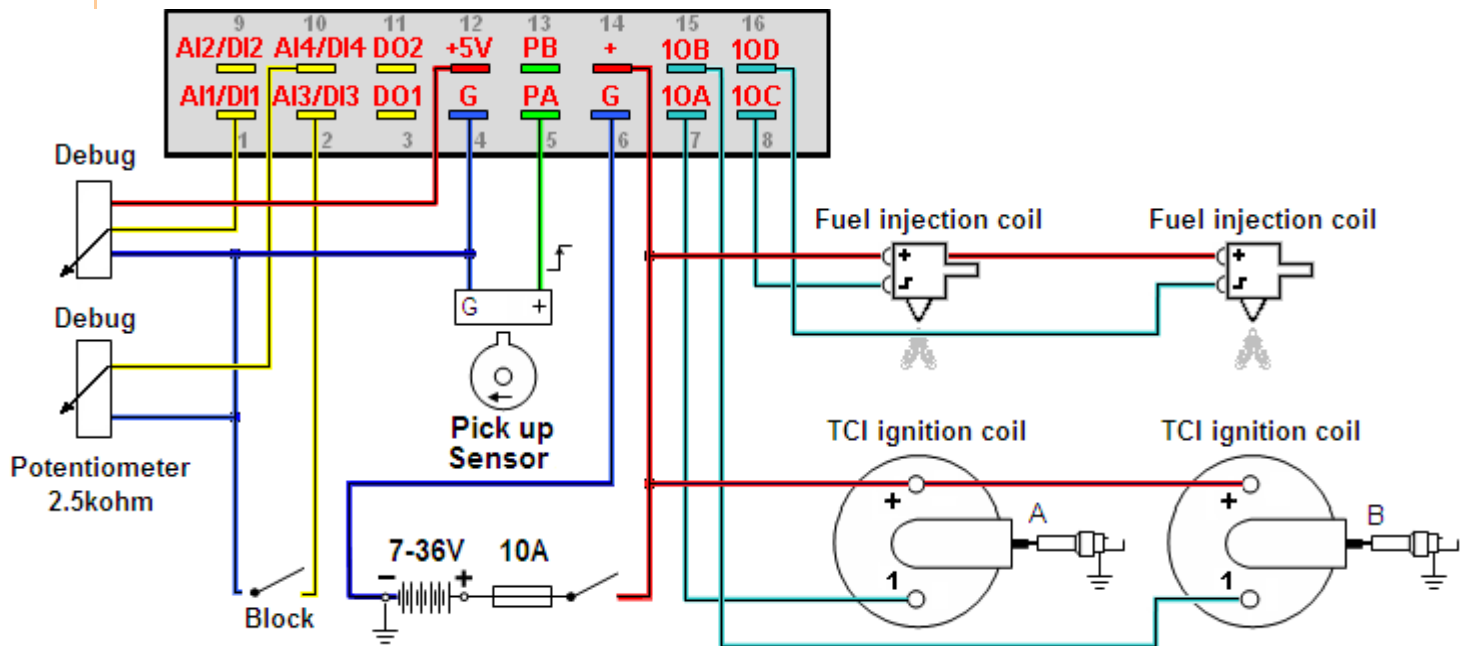 9 10 11 12 13 14 15 16
AI2/DI2 AI4/DI4 DO2 +5V PB + 10B 10D
AI1/DI1 AI3/DI3 DO1 G PA G 10A 10C
1 2 3 4 5 6 7 8
Debug
Fuel injection coil Fuel injection coil
+ +
G +
Debug
Pick up
Sensor
TCI ignition coil TCI ignition coil
Potentiometer
2.5kohm
+ +
A B
7-36V 10A
- +
1 1
Block